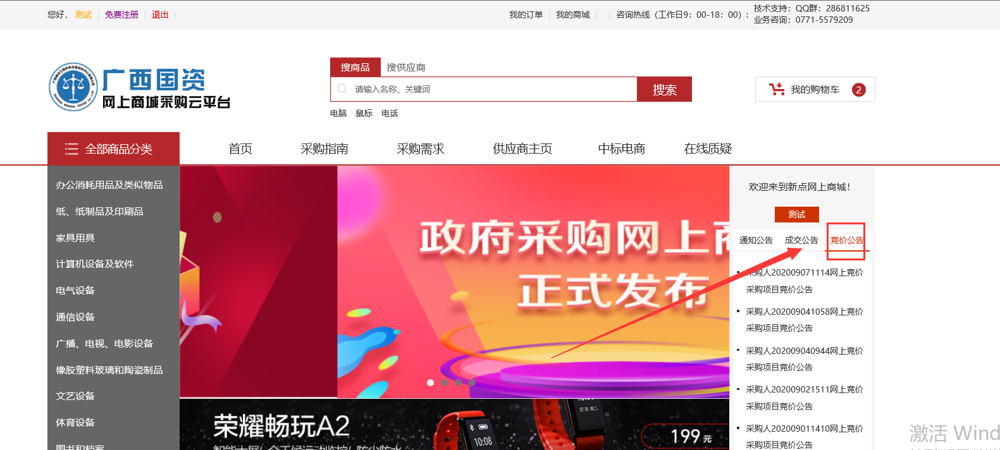 您好， 测试 | 免费注册 | 退出 |
我的订单 | 我的商城 | | 咨询热线（工作日9：00-18：00）： 技术支持：QQ群：286811625
业务咨询：0771-5579209
广西国资
网上商城采购云平台
搜商品 搜供应商
请输入名称、关键词 搜索
电脑 鼠标 电话
我的购物车 2
全部商品分类 首页 采购指南 采购需求 供应商主页 中标电商 在线质疑
办公消耗用品及类似物品
纸、纸制品及印刷品
家具用具
计算机设备及软件
电气设备
通信设备
广播、电视、电影设备
橡胶塑料玻璃和陶瓷制品
文艺设备
体育设备
图书和档案
政府采购网上商
正式发布
荣耀畅玩A2
10:08
199元
欢迎来到新点网上商城！
测试
通知公告 成交公告 竞价公告
采购人202009071114网上竞价
采购项目竞价公告
采购人202009041058网上竞价
采购项目竞价公告
采购人202009040944网上竞价
采购项目竞价公告
采购人202009021511网上竞价
采购项目竞价公告
采购人202009011410网上竞价
采购项目竞价公告
激活 Wind